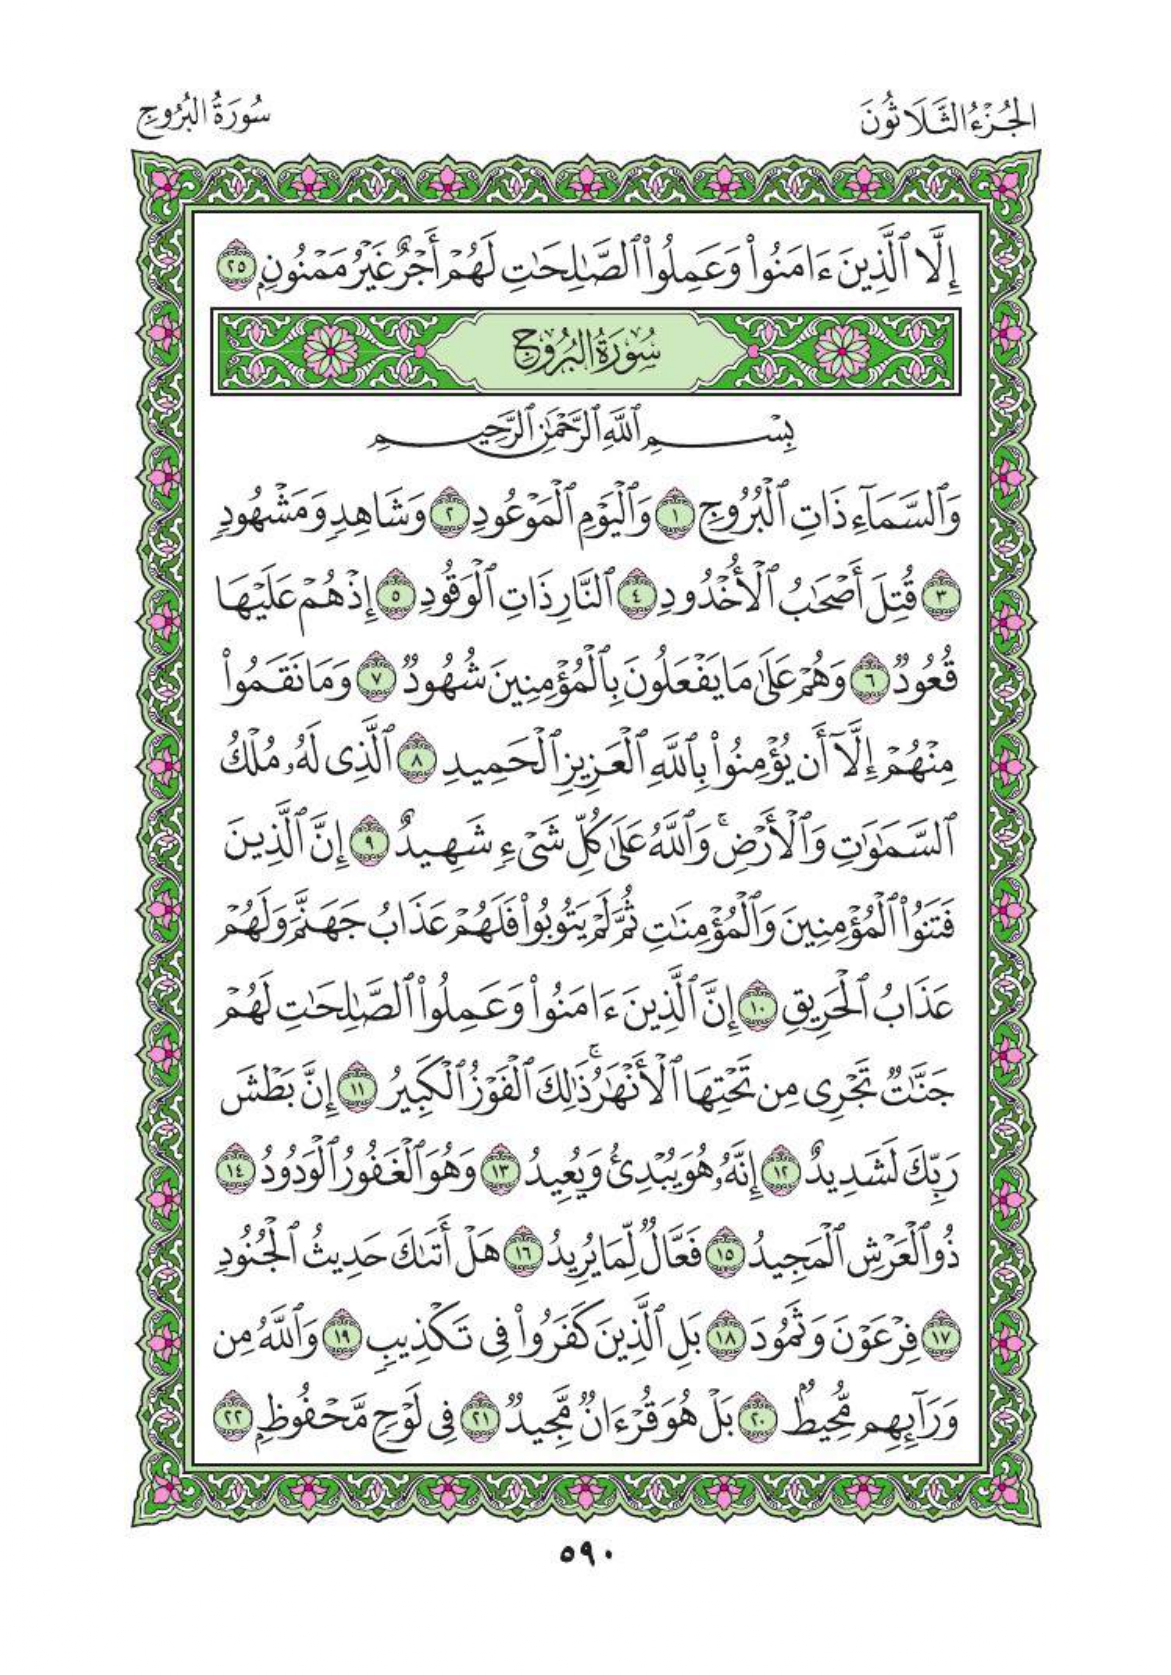 الجُزْءُ الثَّلَاثُونَ
سُورَةُ البُرُوجِ
إِلَّا ٱلَّذِينَ ءَامَنُوا۟ وَعَمِلُوا۟ ٱلصَّٰلِحَٰتِ لَهُمْ أَجْرٌ غَيْرُ مَمْنُونٍۭ ٢٥
سُورَةُ البُرُوجِ
بِسْمِ ٱللَّهِ ٱلرَّحْمَٰنِ ٱلرَّحِيمِ
وَٱلسَّمَآءِ ذَاتِ ٱلْبُرُوجِ ١ وَٱلْيَوْمِ ٱلْمَوْعُودِ ٢ وَشَاهِدٍ وَمَشْهُودٍ
٣ قُتِلَ أَصْحَٰبُ ٱلْأُخْدُودِ ٤ ٱلنَّارِ ذَاتِ ٱلْوَقُودِ ٥ إِذْ هُمْ عَلَيْهَا
قُعُودٌ ٦ وَهُمْ عَلَىٰ مَا يَفْعَلُونَ بِٱلْمُؤْمِنِينَ شُهُودٌ ٧ وَمَا نَقَمُوا۟
مِنْهُمْ إِلَّآ أَن يُؤْمِنُوا۟ بِٱللَّهِ ٱلْعَزِيزِ ٱلْحَمِيدِ ٨ ٱلَّذِى لَهُۥ مُلْكُ
ٱلسَّمَٰوَٰتِ وَٱلْأَرْضِ ۚ وَٱللَّهُ عَلَىٰ كُلِّ شَىْءٍ شَهِيدٌ ٩ إِنَّ ٱلَّذِينَ
فَتَنُوا۟ ٱلْمُؤْمِنِينَ وَٱلْمُؤْمِنَٰتِ ثُمَّ لَمْ يَتُوبُوا۟ فَلَهُمْ عَذَابُ جَهَنَّمَ وَلَهُمْ
عَذَابُ ٱلْحَرِيقِ ١٠ إِنَّ ٱلَّذِينَ ءَامَنُوا۟ وَعَمِلُوا۟ ٱلصَّٰلِحَٰتِ لَهُمْ
جَنَّٰتٌ تَجْرِى مِن تَحْتِهَا ٱلْأَنْهَٰرُ ۚ ذَٰلِكَ ٱلْفَوْزُ ٱلْكَبِيرُ ١١ إِنَّ بَطْشَ
رَبِّكَ لَشَدِيدٌ ١٢ إِنَّهُۥ هُوَ يُبْدِئُ وَيُعِيدُ ١٣ وَهُوَ ٱلْغَفُورُ ٱلْوَدُودُ ١٤
ذُو ٱلْعَرْشِ ٱلْمَجِيدُ ١٥ فَعَّالٌ لِّمَا يُرِيدُ ١٦ هَلْ أَتَىٰكَ حَدِيثُ ٱلْجُنُودِ
١٧ فِرْعَوْنَ وَثَمُودَ ١٨ بَلِ ٱلَّذِينَ كَفَرُوا۟ فِى تَكْذِيبٍ ١٩ وَٱللَّهُ مِن
وَرَآئِهِم مُّحِيطٌۢ ٢٠ بَلْ هُوَ قُرْءَانٌ مَّجِيدٌ ٢١ فِى لَوْحٍ مَّحْفُوظٍۭ ٢٢
٥٩٠